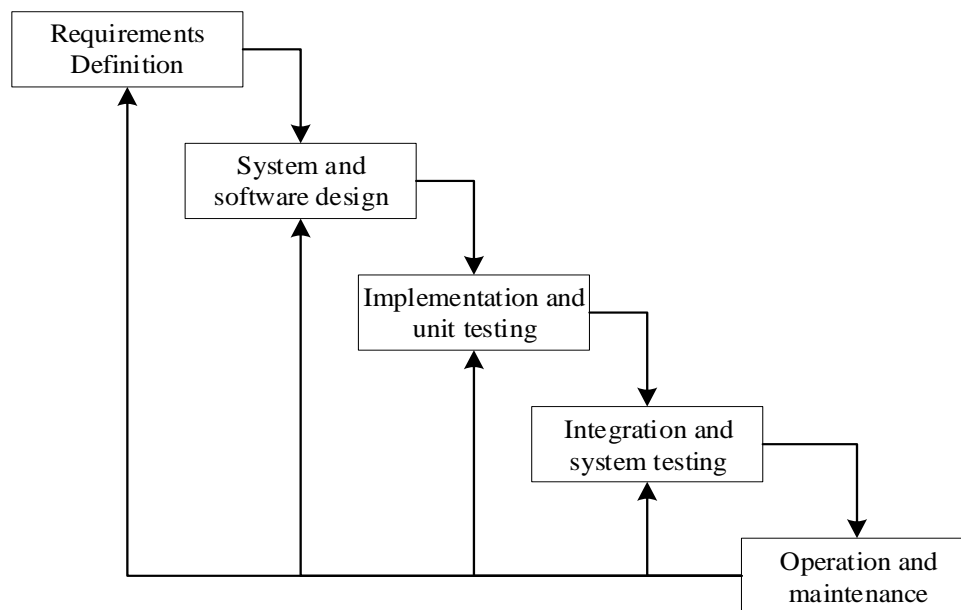 Requirements
Definition
System and
software design
Implementation and
unit testing
Integration and
system testing
Operation and
maintenance